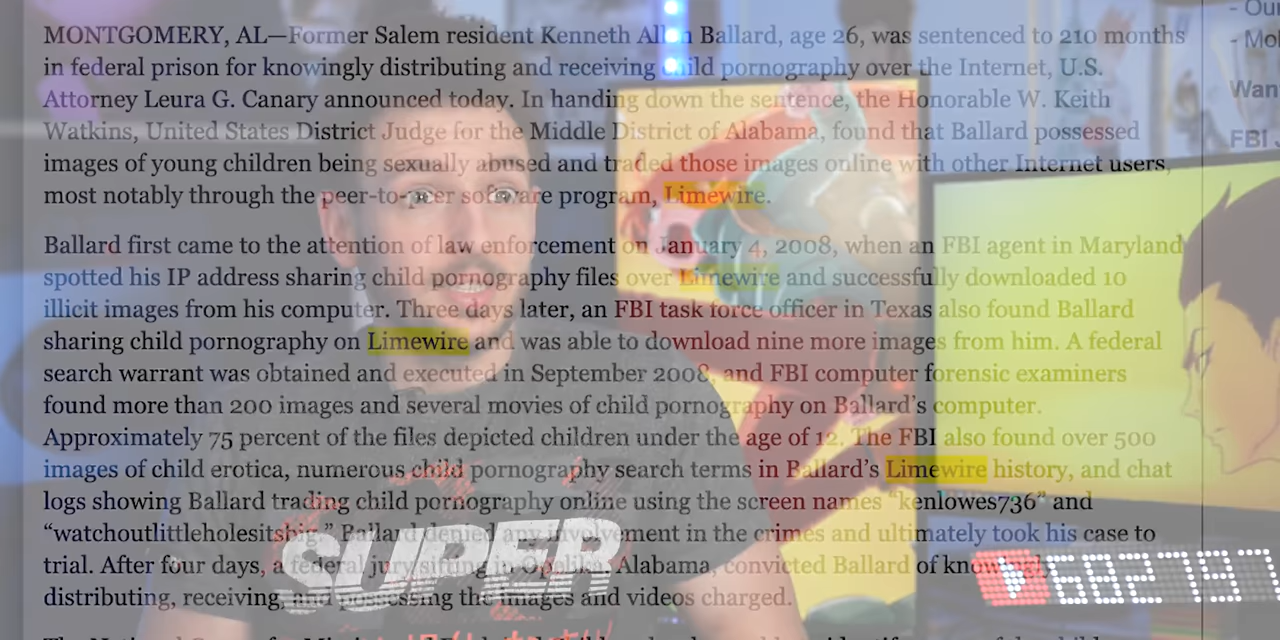 MONTGOMERY, AL—Former Salem resident Kenneth Allen Ballard, age 26, was sentenced to 210 months
in federal prison for knowingly distributing and receiving child pornography over the Internet, U.S.
Attorney Leura G. Canary announced today. In handing down the sentence, the Honorable W. Keith
Watkins, United States District Judge for the Middle District of Alabama, found that Ballard possessed
images of young children being sexually abused and traded those images online with other Internet users,
most notably through the peer-to-peer software program, Limewire.
Ballard first came to the attention of law enforcement on January 4, 2008, when an FBI agent in Maryland
spotted his IP address sharing child pornography files over Limewire and successfully downloaded 10
illicit images from his computer. Three days later, an FBI task force officer in Texas also found Ballard
sharing child pornography on Limewire and was able to download nine more images from him. A federal
search warrant was obtained and executed in September 2008, and FBI computer forensic examiners
found more than 200 images and several movies of child pornography on Ballard's computer.
Approximately 75 percent of the files depicted children under the age of 12. The FBI also found over 500
images of child erotica, numerous child pornography search terms in Ballard's Limewire history, and chat
logs showing Ballard trading child pornography online using the screen names "kenlowes736" and
"watchoutlittleholesitsbig." Ballard denied any involvement in the crimes and ultimately took his case to
trial. After four days, a federal jury sitting in Opelika, Alabama, convicted Ballard of
distributing, receiving, and possessing the images and videos charged.
- Our
- Mol
Wan
FBI
SUPER
682797